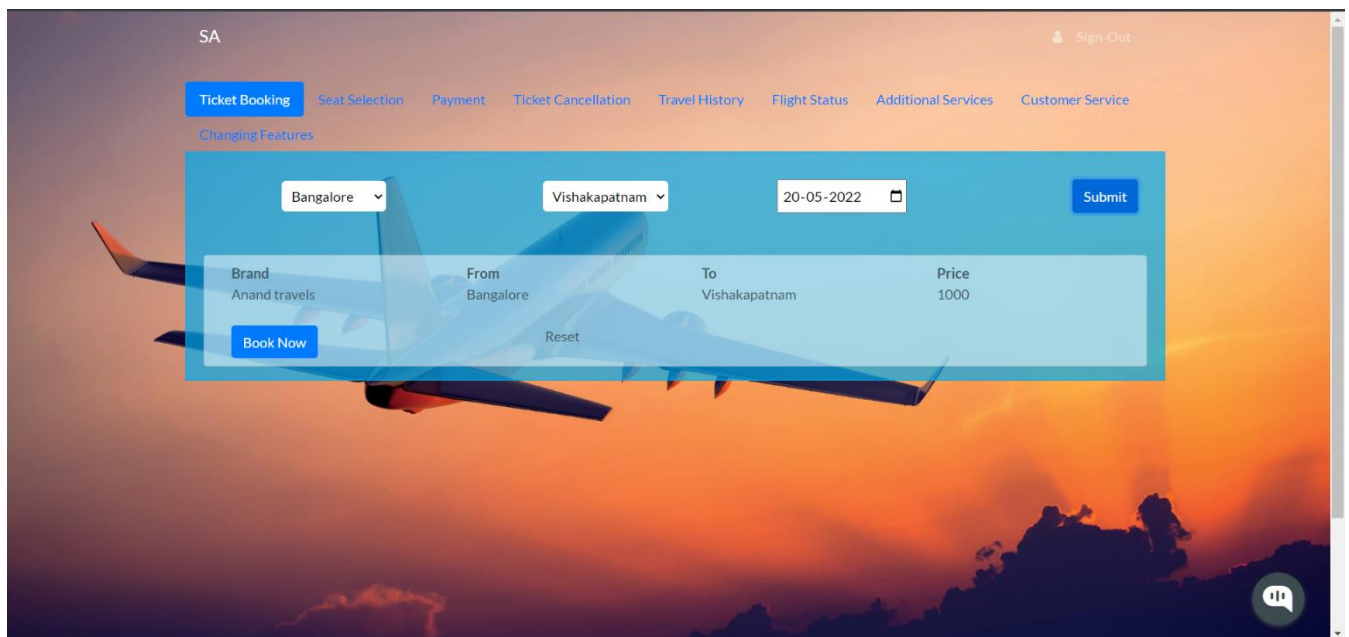 SA
Sign-Out
Ticket Booking Seat Selection Payment Ticket Cancellation Travel History Flight Status Additional Services Customer Service
Changing Features
Bangalore Vishakapatnam 20-05-2022 Submit
Brand From To Price
Anand travels Bangalore Vishakapatnam 1000
Book Now Reset